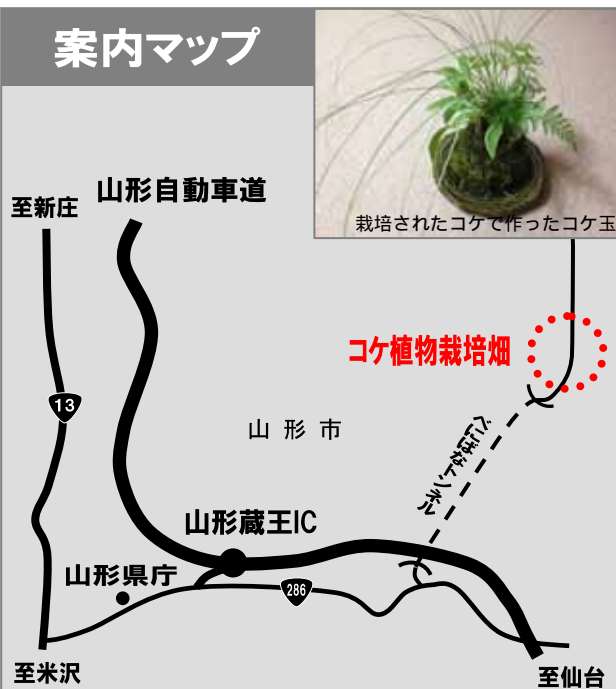 案内マップ
栽培されたコケで作ったコケ玉
山形自動車道
至新庄
コケ植物栽培畑
13
山形市
べにばなトンネル
山形蔵王IC
山形県庁
286
至米沢
至仙台